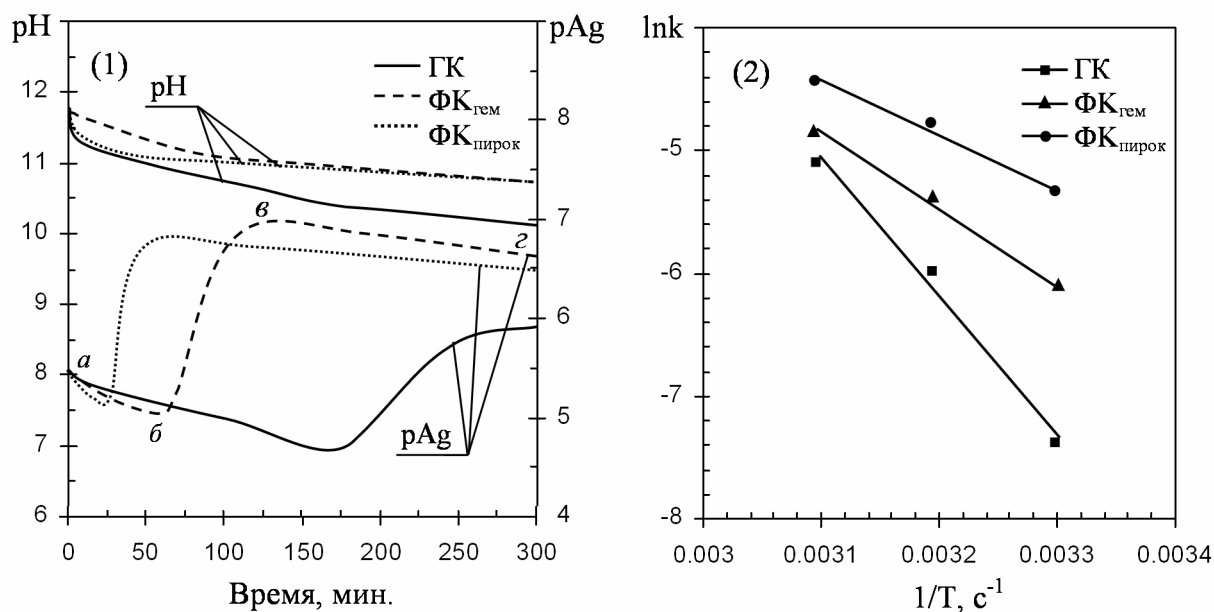 pH
pAg
(1)
ГК
ФКгем
ФКпирок
pH
pAg
а
б
в
г
12
11
10
9
8
7
6
8
7
6
5
4
0
50
100
150
200
250
300
Время, мин.
lnk
(2)
ГК
ФКгем
ФКпирок
-4
-5
-6
-7
-8
0.003
0.0031
0.0032
0.0033
0.0034
1/T, c-1